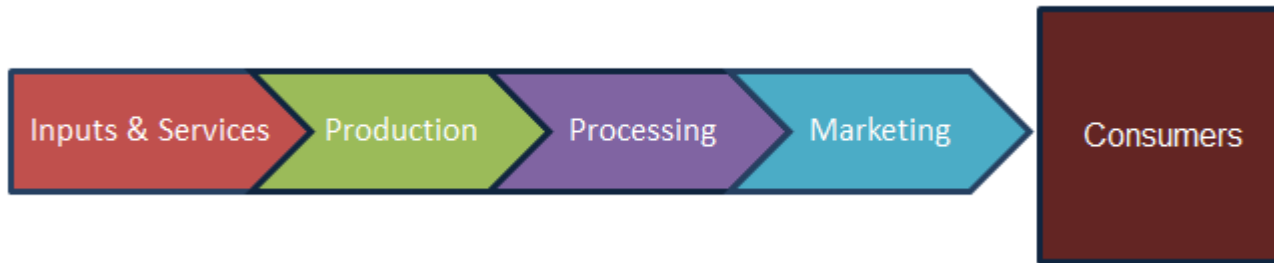 Inputs & Services
Production
Processing
Marketing
Consumers